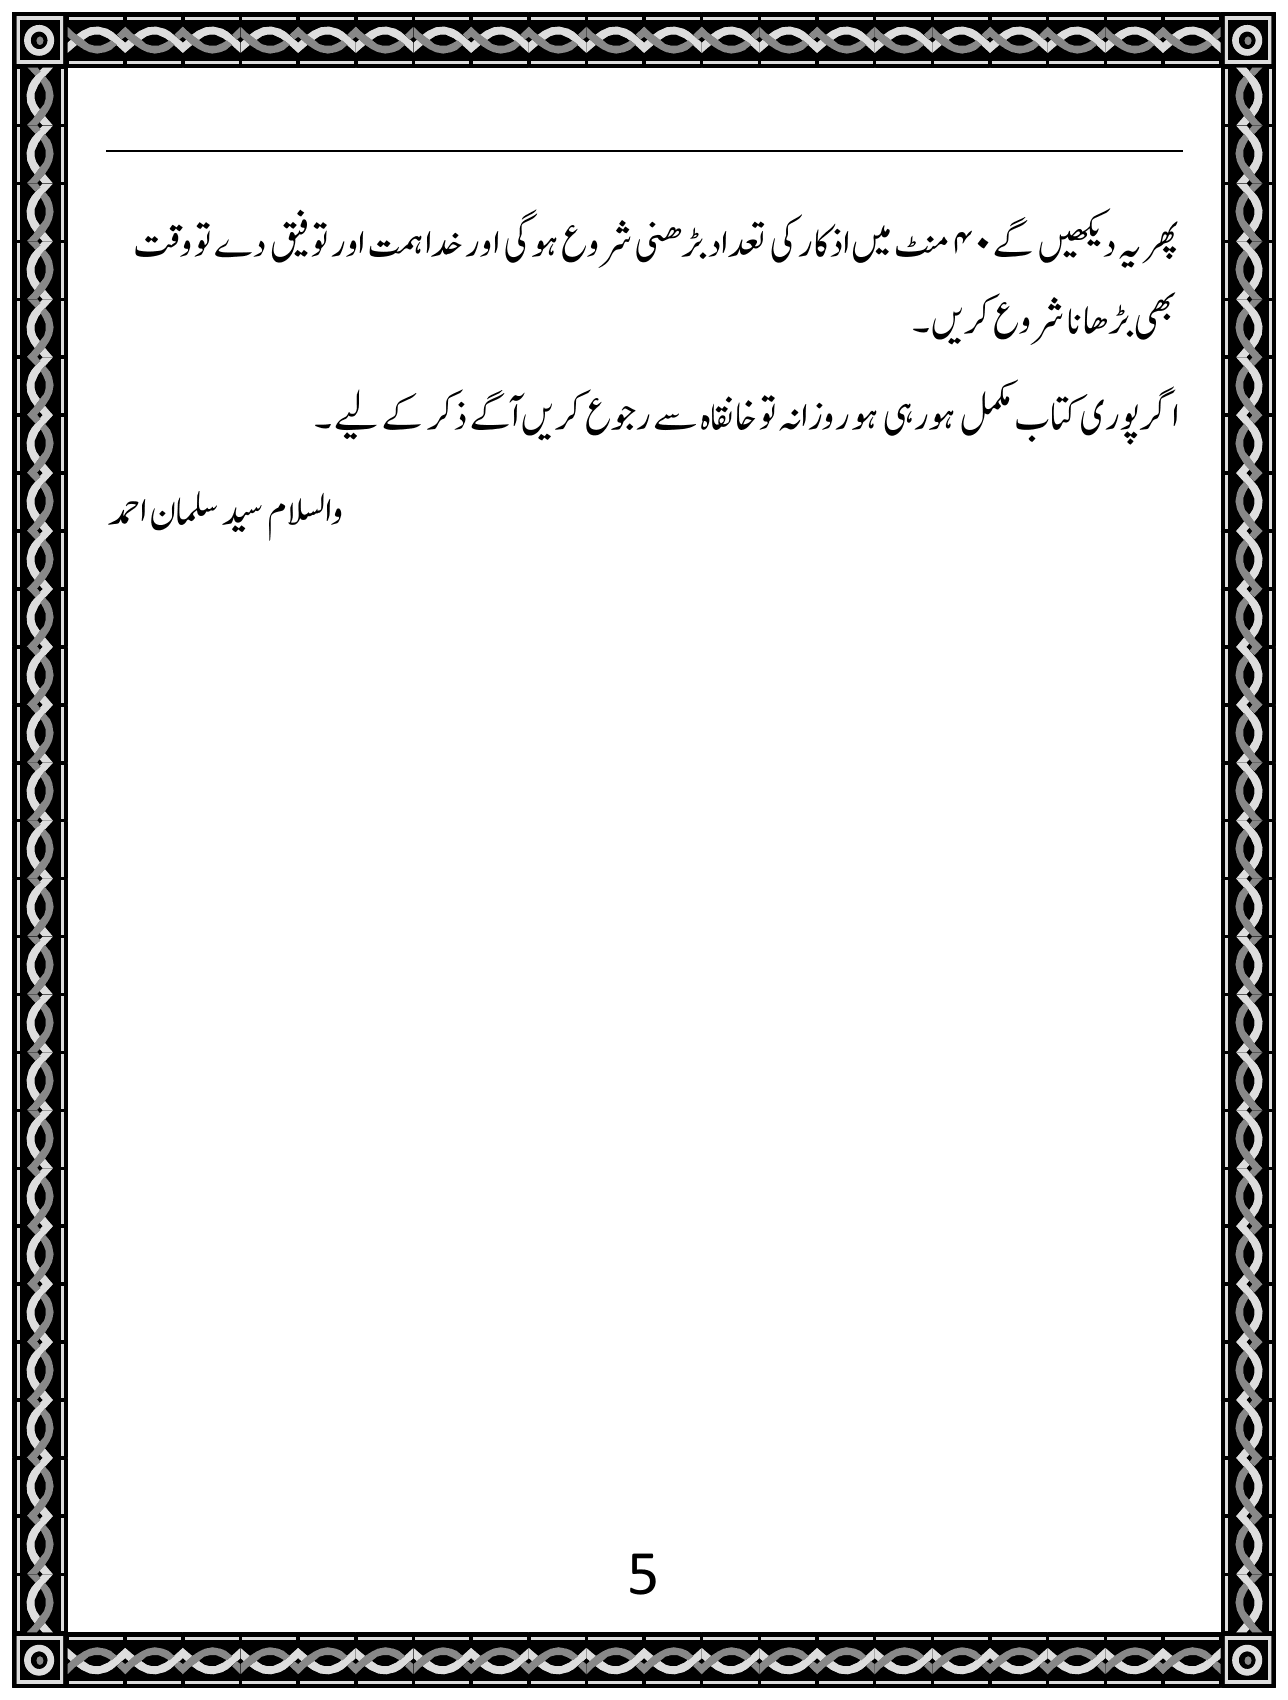 پھر یہ دیکھیں گے ۴۰ منٹ میں اذکار کی تعداد بڑھنی شروع ہو گی اور خدا ہمت اور توفیق دے تو وقت
بھی بڑھانا شروع کریں۔
اگر پوری کتاب مکمل ہو رہی ہو روزانہ تو خانقاہ سے رجوع کریں آگے ذکر کے لیے۔
والسلام سید سلمان احمد
5